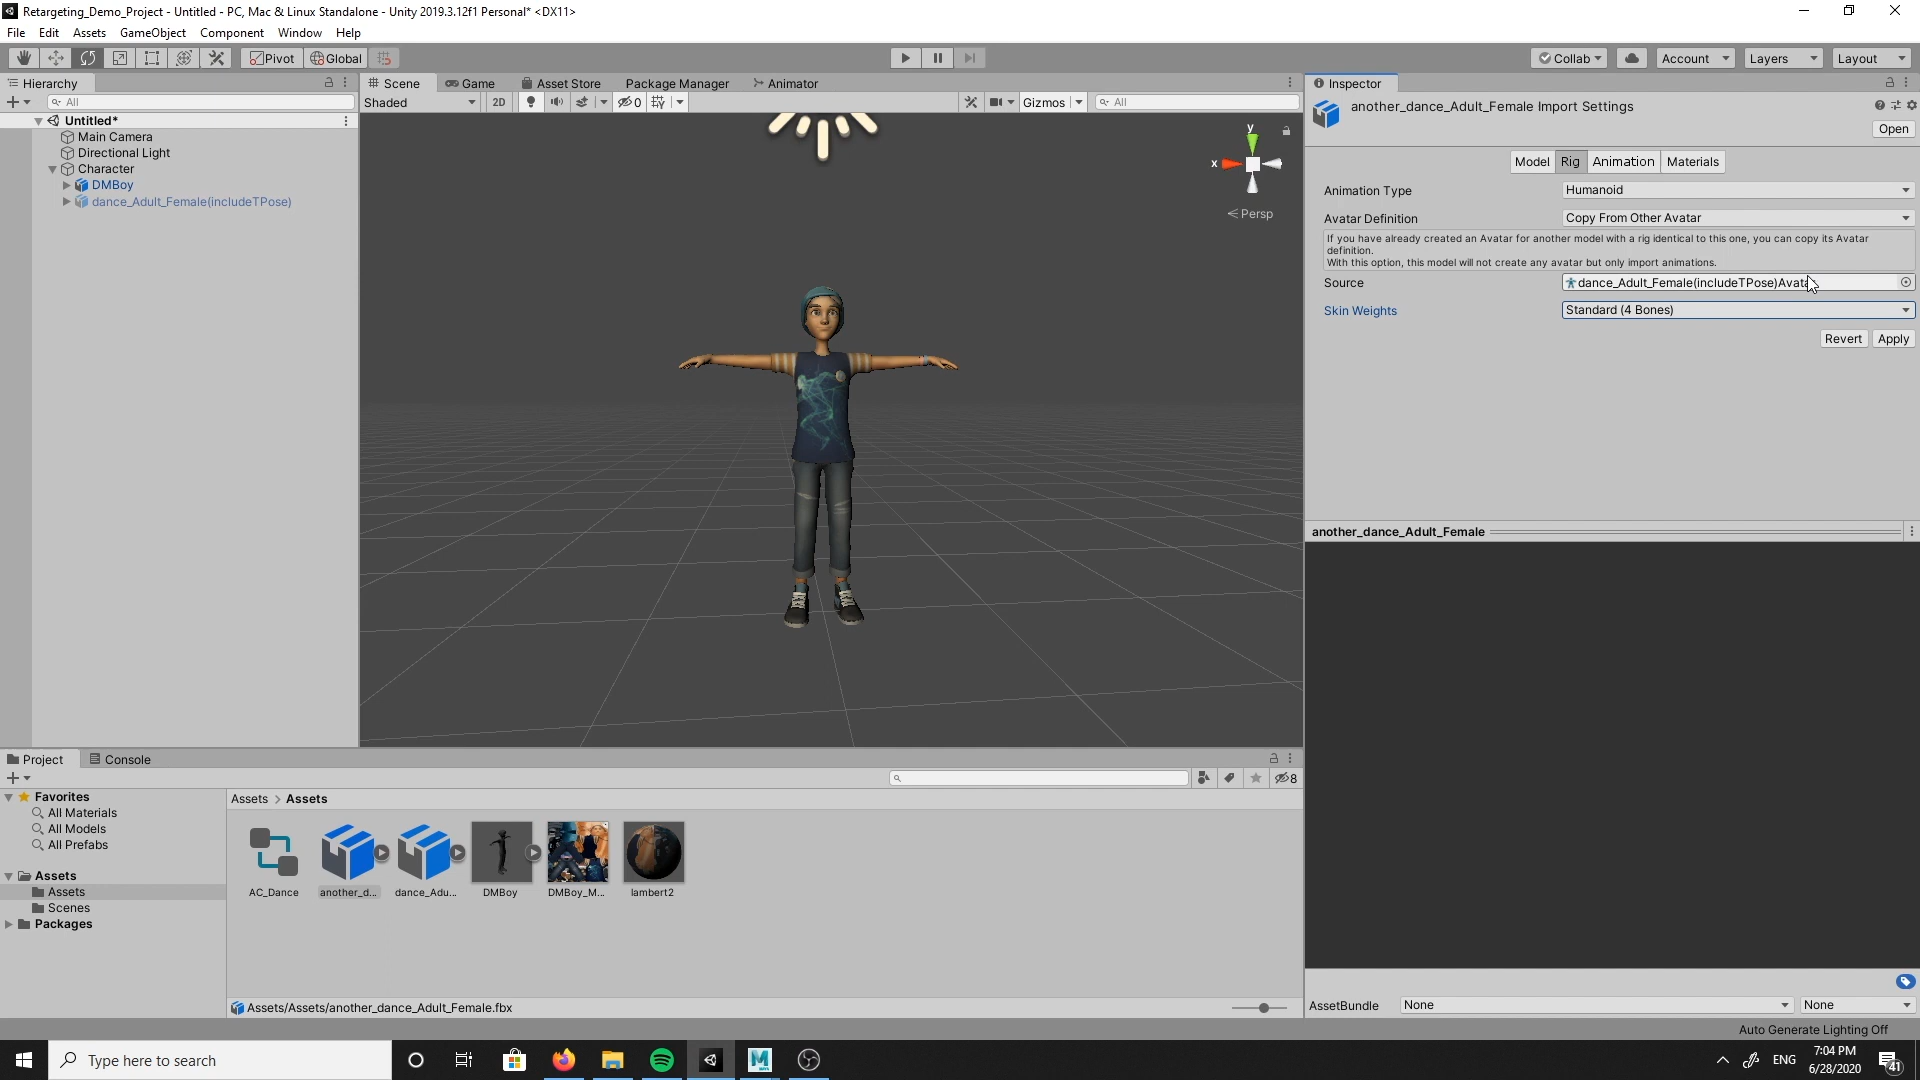 Retargeting_Demo_Project - Untitled - PC, Mac & Linux Standalone - Unity 2019.3.12f1 Personal* <DX11>
File Edit Assets GameObject Component Window Help
Pivot Global Collab Account Layers Layout
Hierarchy
All
Untitled*
Main Camera
Directional Light
Character
DMBoy
dance_Adult_Female(includeTPose)
Scene Game Asset Store Package Manager Animator
Shaded 2D 0 Gizmos All
y
x
Persp
Inspector
another_dance_Adult_Female Import Settings
Open
Model Rig Animation Materials
Animation Type Humanoid
Avatar Definition Copy From Other Avatar
If you have already created an Avatar for another model with a rig identical to this one, you can copy its Avatar
definition.
With this option, this model will not create any avatar but only import animations.
Source dance_Adult_Female(includeTPose)Avata
Skin Weights Standard (4 Bones)
Revert Apply
another_dance_Adult_Female
AssetBundle None None
Auto Generate Lighting Off
Project Console
8
Favorites
All Materials
All Models
All Prefabs
Assets
Assets
Scenes
Packages
Assets > Assets
AC_Dance another_d... dance_Adu... DMBoy DMBoy_M... lambert2
Assets/Assets/another_dance_Adult_Female.fbx
Type here to search
ENG
7:04 PM
6/28/2020
41